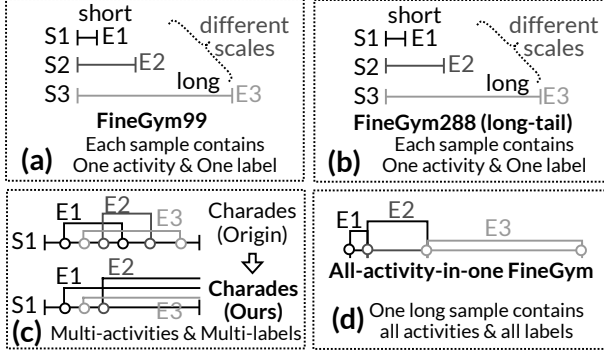 short
S1 E1
different
scales
S2 E2
long
S3 E3
FineGym99
Each sample contains
One activity & One label
(a)
short
S1 E1
different
scales
S2 E2
long
S3 E3
FineGym288 (long-tail)
Each sample contains
One activity & One label
(b)
E1 E2 E3
S1
Charades
(Origin)
E1 E2
S1
E3
Charades
(Ours)
(c) Multi-activities & Multi-labels
E1 E2 E3
All-activity-in-one FineGym
(d) One long sample contains
all activities & all labels